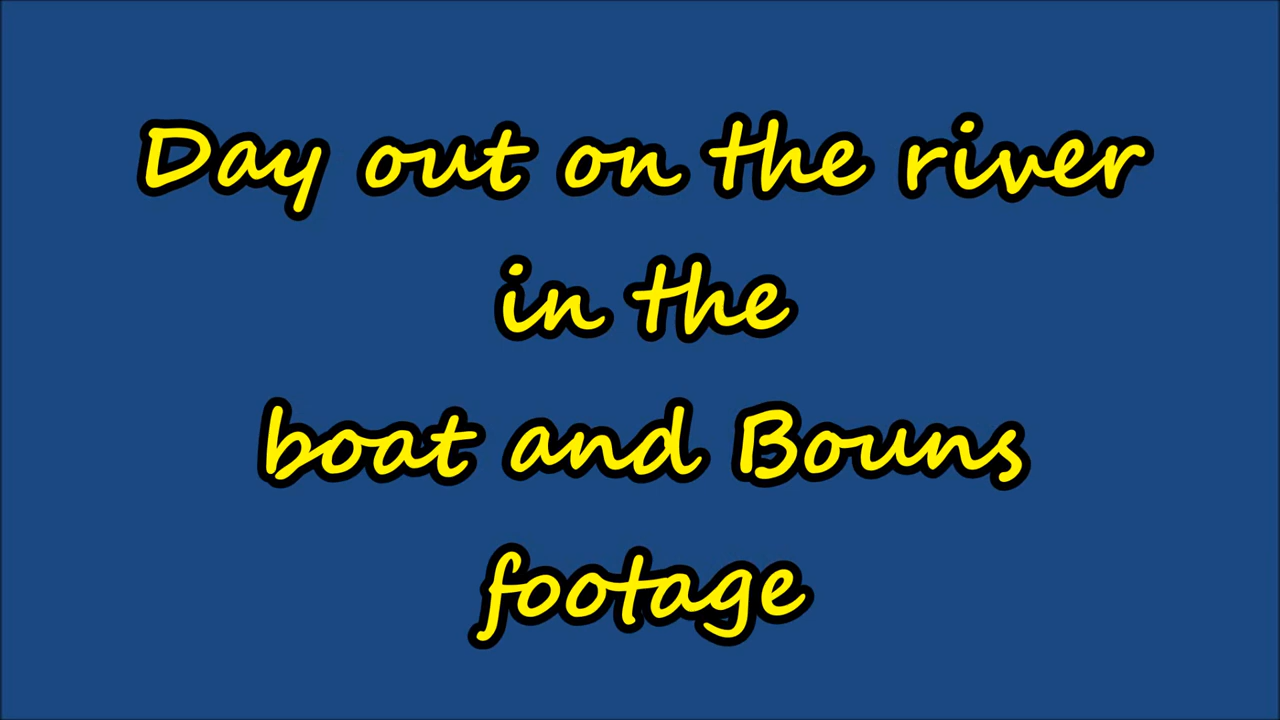 Day out on the river
in the
boat and Bouns
footage